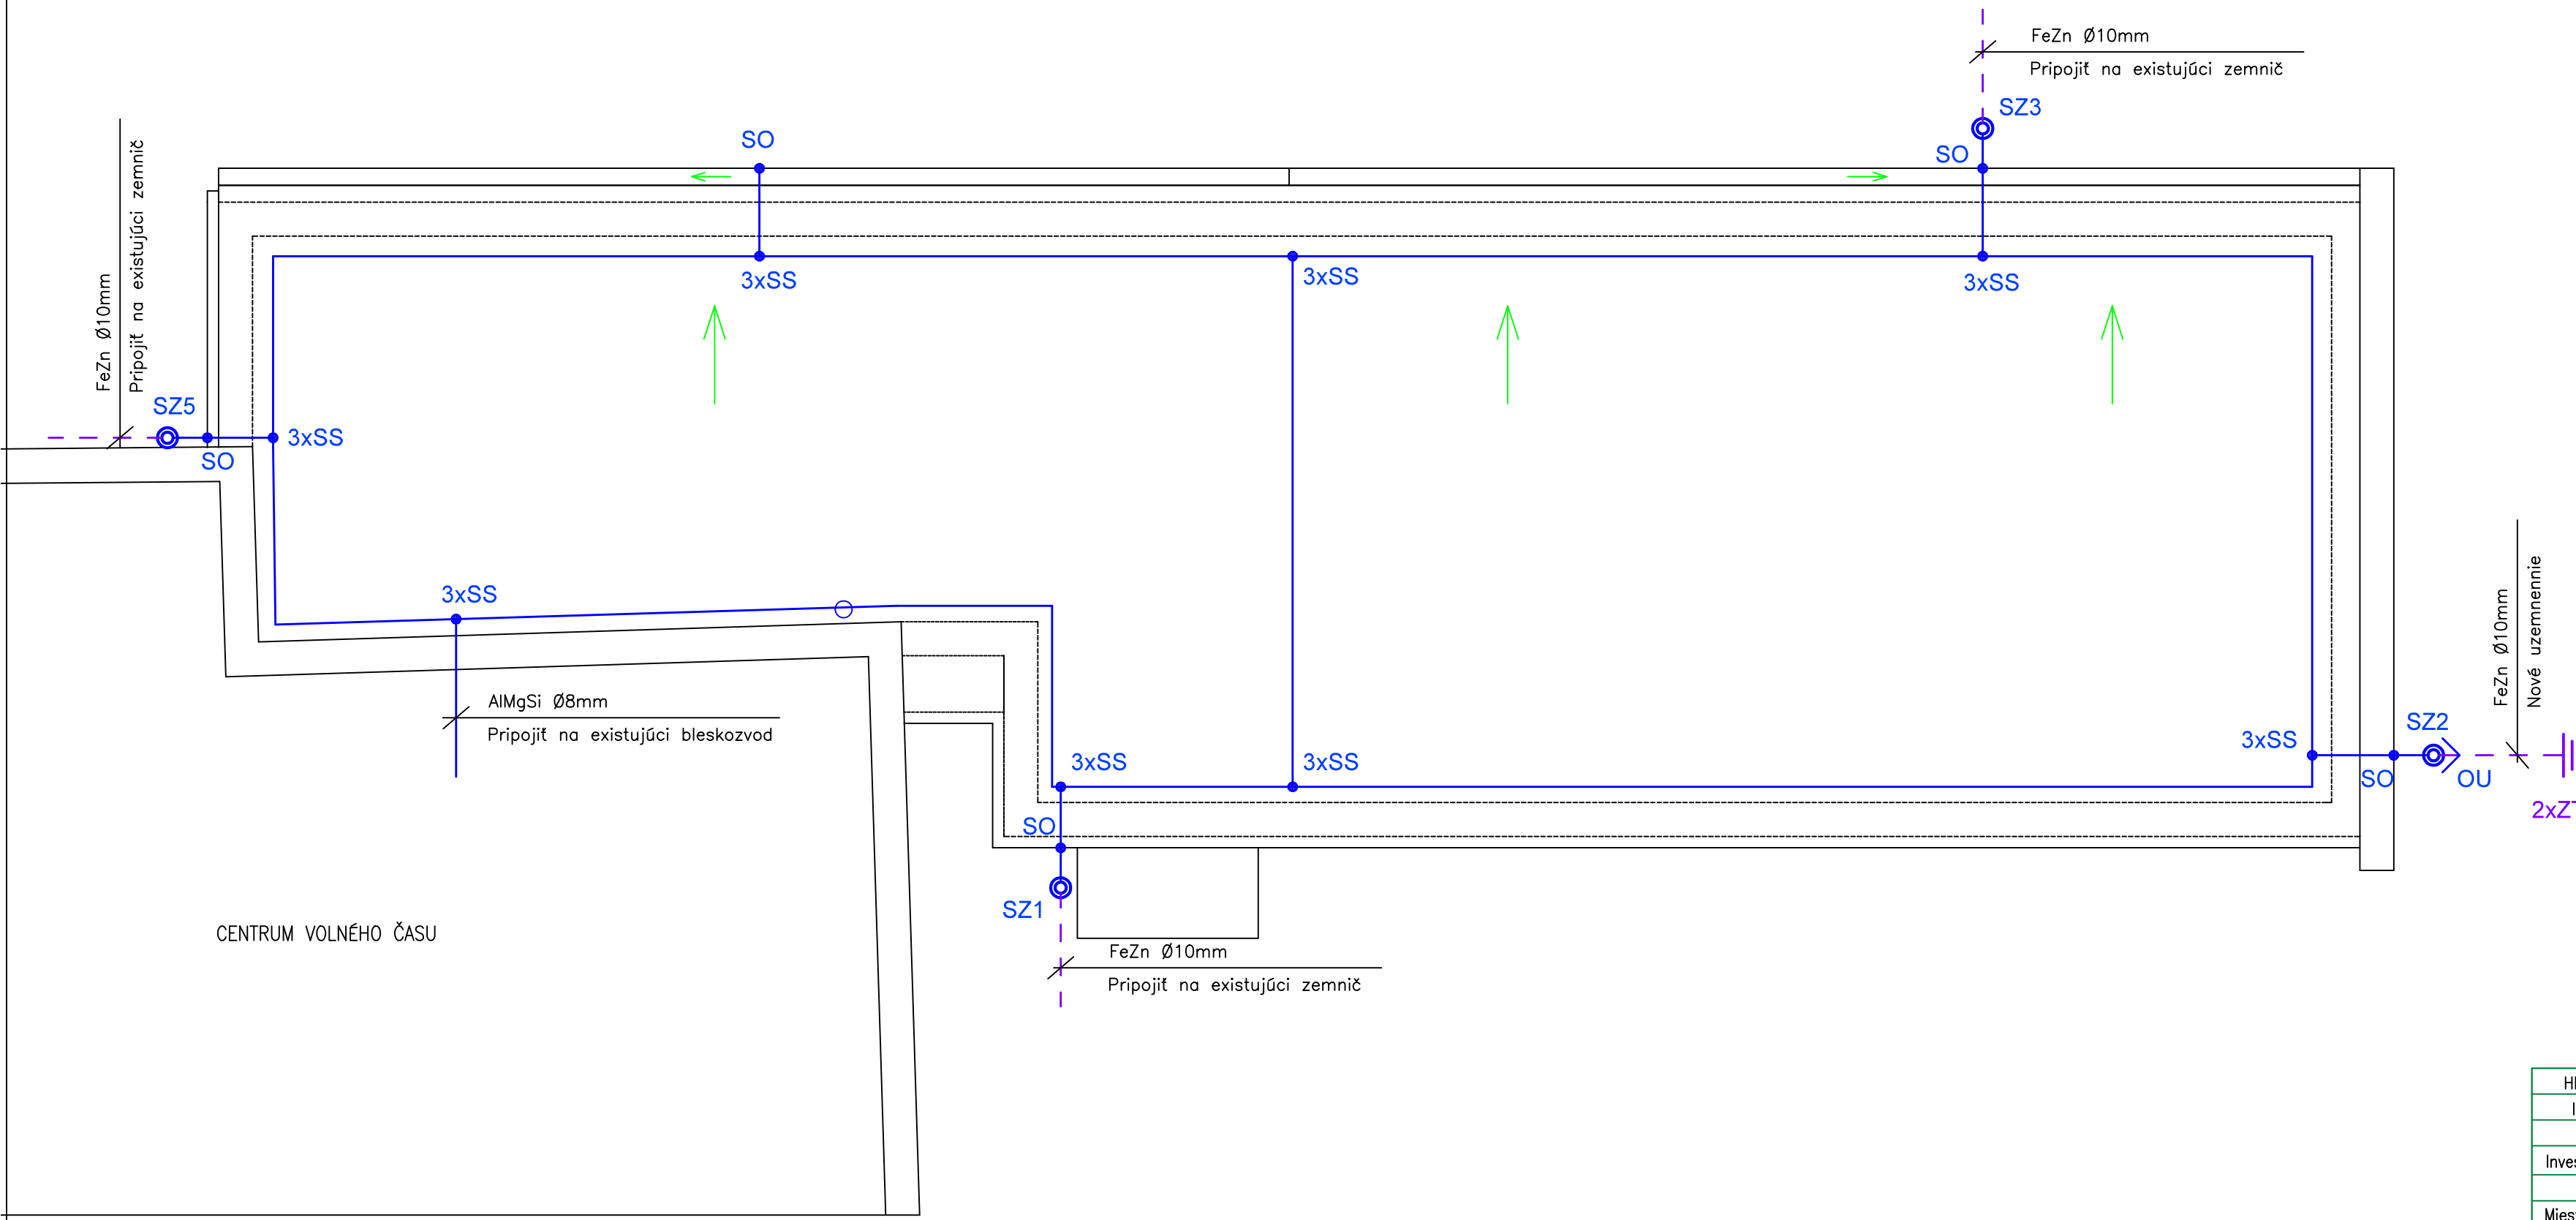 FeZn Ø10mm
Pripojiť na existujúci zemnič
SZ3
SO
SO
3xSS
3xSS
3xSS
FeZn Ø10mm
Pripojiť na existujúci zemnič
SZ5
3xSS
SO
3xSS
AlMgSi Ø8mm
Pripojiť na existujúci bleskozvod
FeZn Ø10mm
Nové uzemnennie
3xSS
SZ2
SO
OU
3xSS
3xSS
SO
SZ1
FeZn Ø10mm
Pripojiť na existujúci zemnič
CENTRUM VOLNÉHO ČASU